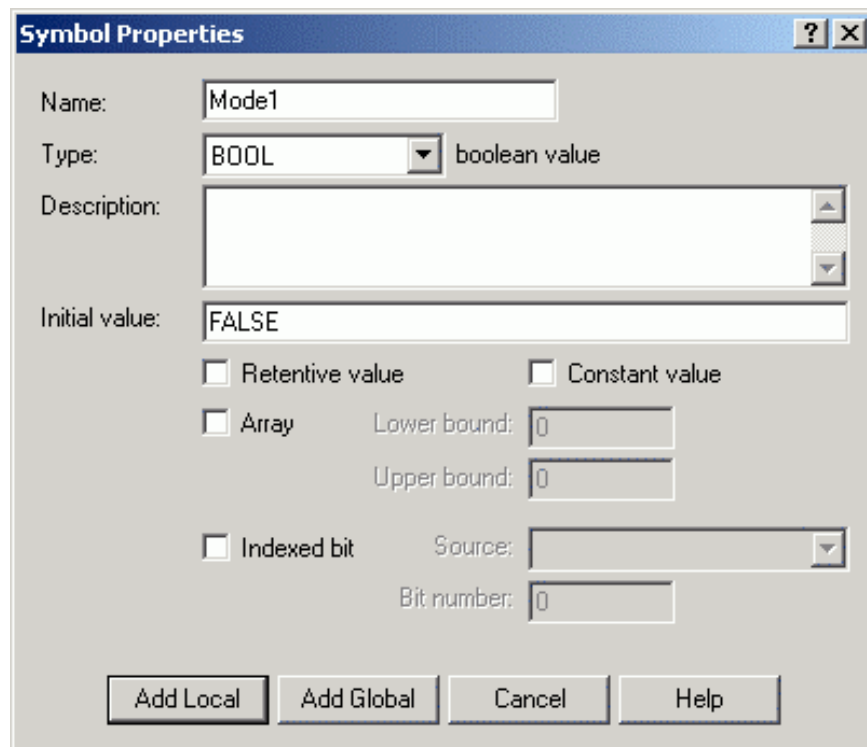 Symbol Properties
Name: Mode1
Type: BOOL boolean value
Description:
Initial value: FALSE
Retentive value Constant value
Array Lower bound: 0
Upper bound: 0
Indexed bit Source:
Bit number: 0
Add Local Add Global Cancel Help